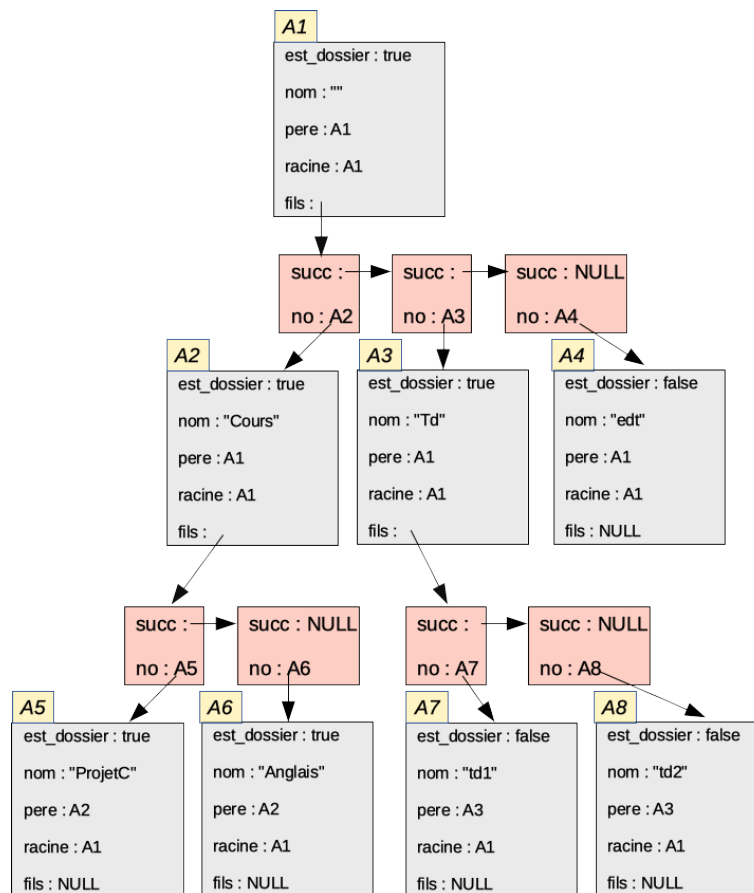 A1
est_dossier : true
nom : ""
pere : A1
racine : A1
fils :
succ :
no : A2
succ :
no : A3
succ : NULL
no : A4
A2
est_dossier : true
nom : "Cours"
pere : A1
racine : A1
fils :
A3
est_dossier : true
nom : "Td"
pere : A1
racine : A1
fils :
A4
est_dossier : false
nom : "edt"
pere : A1
racine : A1
fils : NULL
succ :
no : A5
succ : NULL
no : A6
succ :
no : A7
succ : NULL
no : A8
A5
est_dossier : true
nom : "ProjetC"
pere : A2
racine : A1
fils : NULL
A6
est_dossier : true
nom : "Anglais"
pere : A2
racine : A1
fils : NULL
A7
est_dossier : false
nom : "td1"
pere : A3
racine : A1
fils : NULL
A8
est_dossier : false
nom : "td2"
pere : A3
racine : A1
fils : NULL